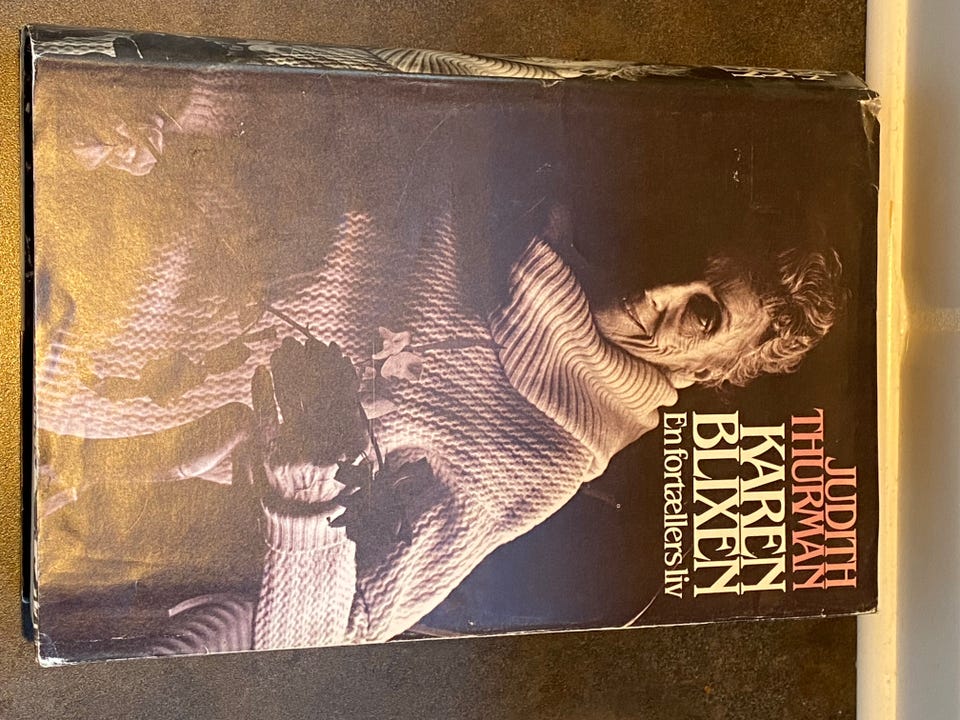 JUDITH
THURMAN
KAREN
BLIXEN
En fortællers liv